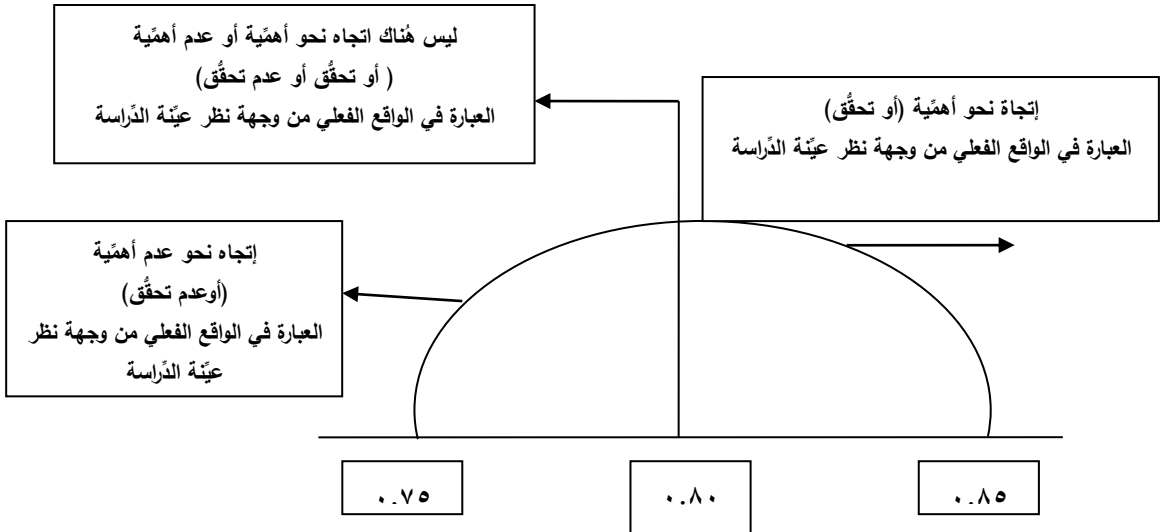 ليس هُناك اتجاه نحو أهمِّية أو عدم أهمِّية
( أو تحقُّق أو عدم تحقُّق)
العبارة في الواقع الفعلي من وجهة نظر عيِّنة الدِّراسة
إتجاة نحو أهمِّية (أو تحقُّق)
العبارة في الواقع الفعلي من وجهة نظر عيِّنة الدِّراسة
إتجاه نحو عدم أهمِّية
(أوعدم تحقُّق)
العبارة في الواقع الفعلي من وجهة نظر
عيِّنة الدِّراسة
٠.٧٥
٠.٨٠
٠.٨٥